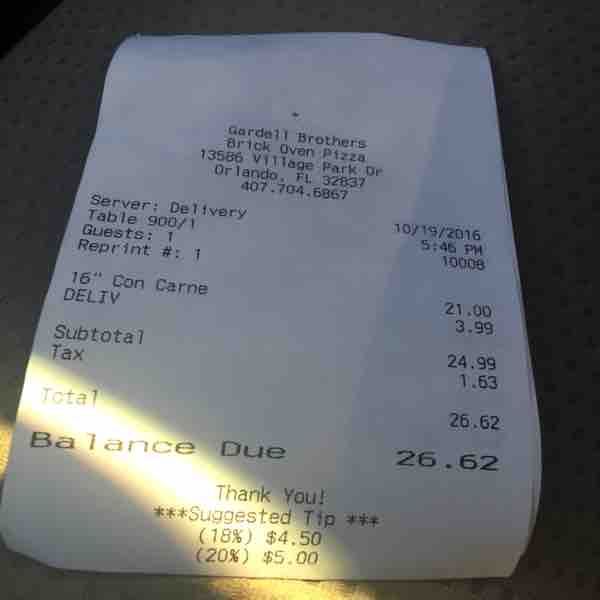 Gardell Brothers
Brick Oven Pizza
13586 Village Park Dr
Orlando, FL 32837
407.704.6867
Server: Delivery 10/19/2016
Table 900/1 5:46 PM
Guests: 1 10008
Reprint #: 1
16" Con Carne 21.00
DELIV 3.99
Subtotal 24.99
Tax 1.63
Total 26.62
Balance Due 26.62
Thank You!
***Suggested Tip ***
(18%) $4.50
(20%) $5.00